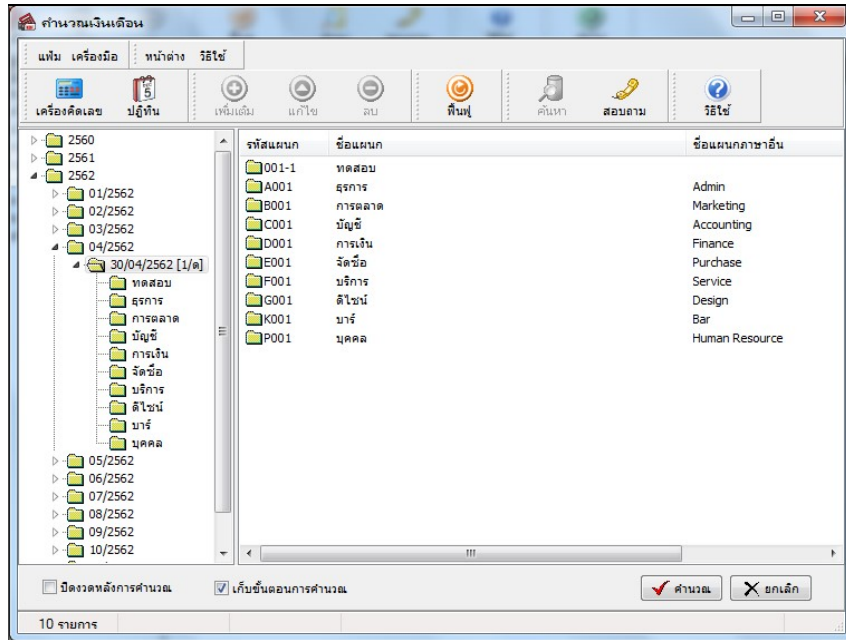 คำนวณเงินเดือน
แฟ้ม เครื่องมือ หน้าต่าง วิธีใช้
เครื่องคิดเลข ปฏิทิน เพิ่มเติม แก้ไข ลบ ฟื้นฟู ค้นหา สอบถาม วิธีใช้
2560
2561
2562
01/2562
02/2562
03/2562
04/2562
30/04/2562 [1/ด]
ทดสอบ
ธุรการ
การตลาด
บัญชี
การเงิน
จัดซื้อ
บริการ
ดีไซน์
บาร์
บุคคล
05/2562
06/2562
07/2562
08/2562
09/2562
10/2562
รหัสแผนก ชื่อแผนก ชื่อแผนกภาษาอื่น
001-1 ทดสอบ
A001 ธุรการ Admin
B001 การตลาด Marketing
C001 บัญชี Accounting
D001 การเงิน Finance
E001 จัดซื้อ Purchase
F001 บริการ Service
G001 ดีไซน์ Design
K001 บาร์ Bar
P001 บุคคล Human Resource
ปิดงวดหลังการคำนวณ เก็บขั้นตอนการคำนวณ คำนวณ ยกเลิก
10 รายการ